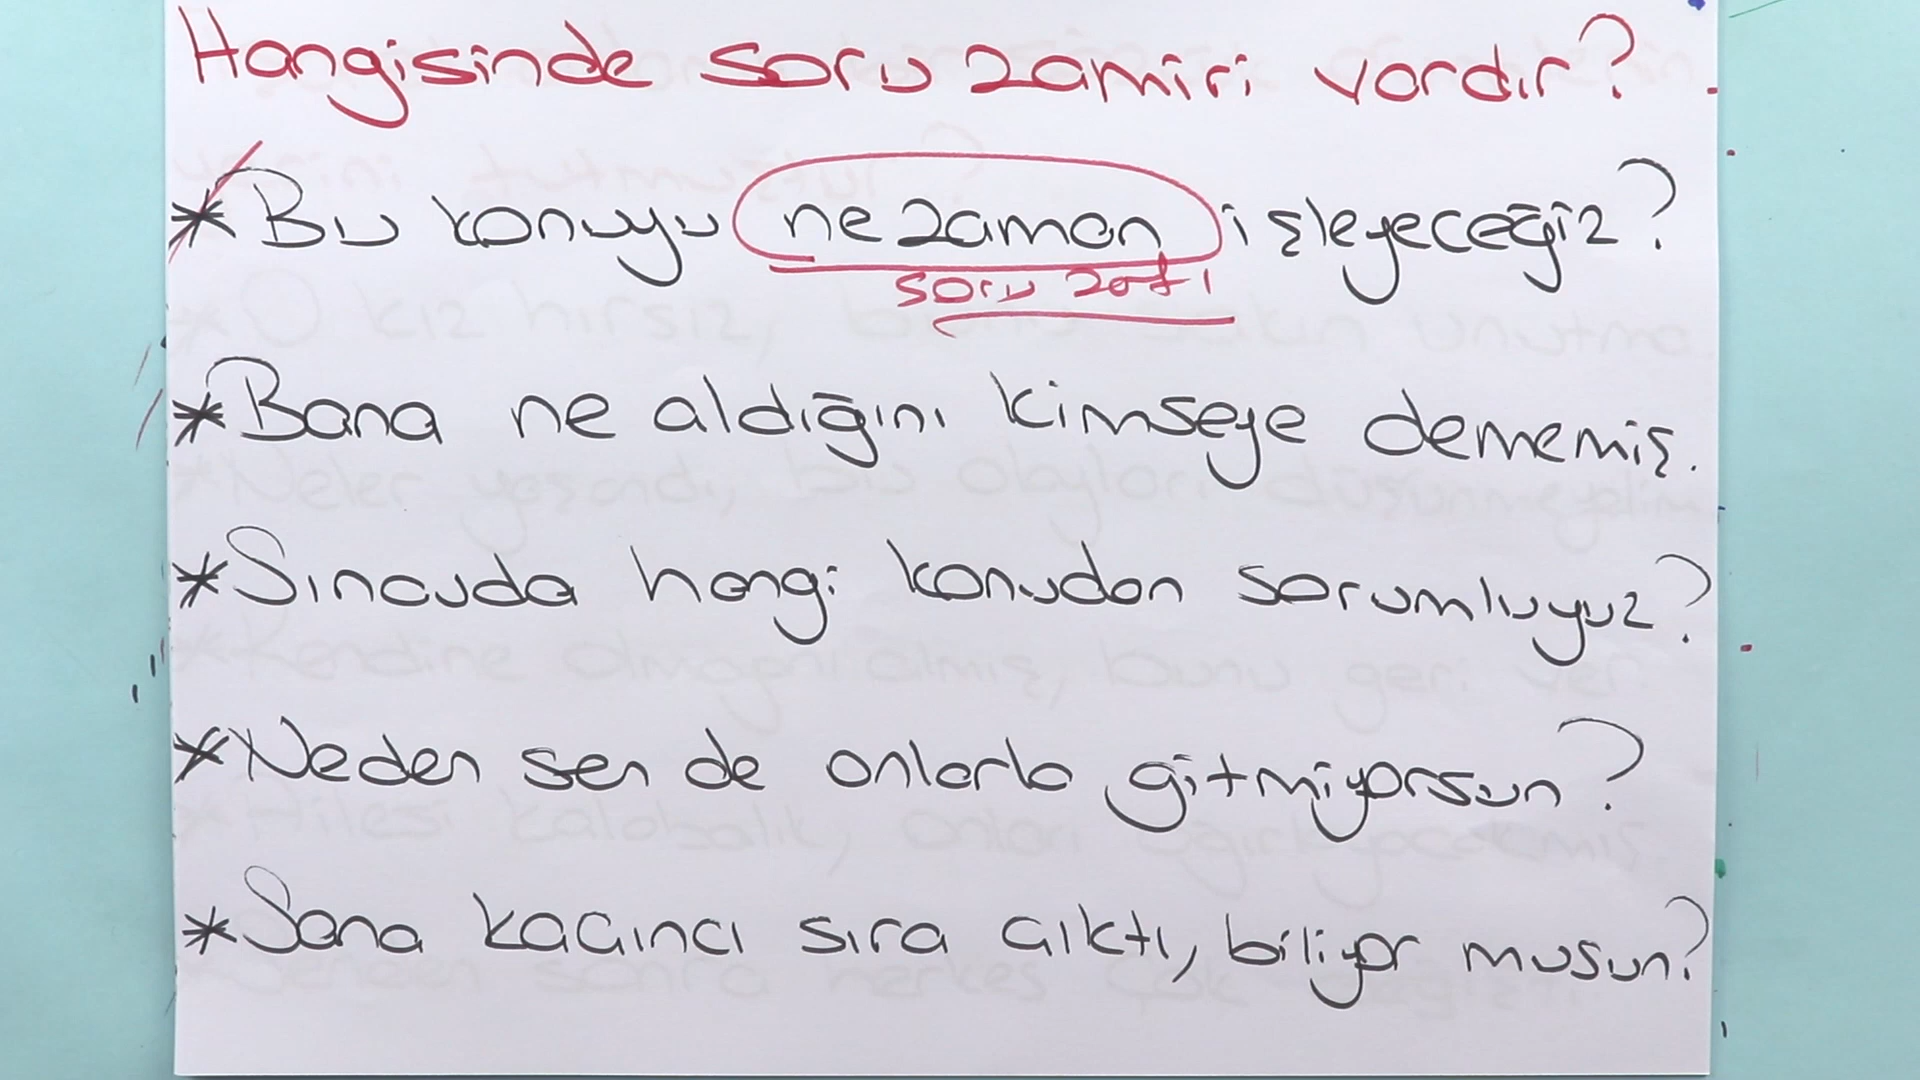 Hangisinde soru zamiri vardır?
* Bu konuyu ne zaman işleyeceğiz?
soru zarfı
* Bana ne aldığını kimseye dememiş.
* Sınavda hangi konudan sorumluyuz?
* Neden sen de onlarla gitmiyorsun?
* Sana kaçıncı sıra çıktı, biliyor musun?